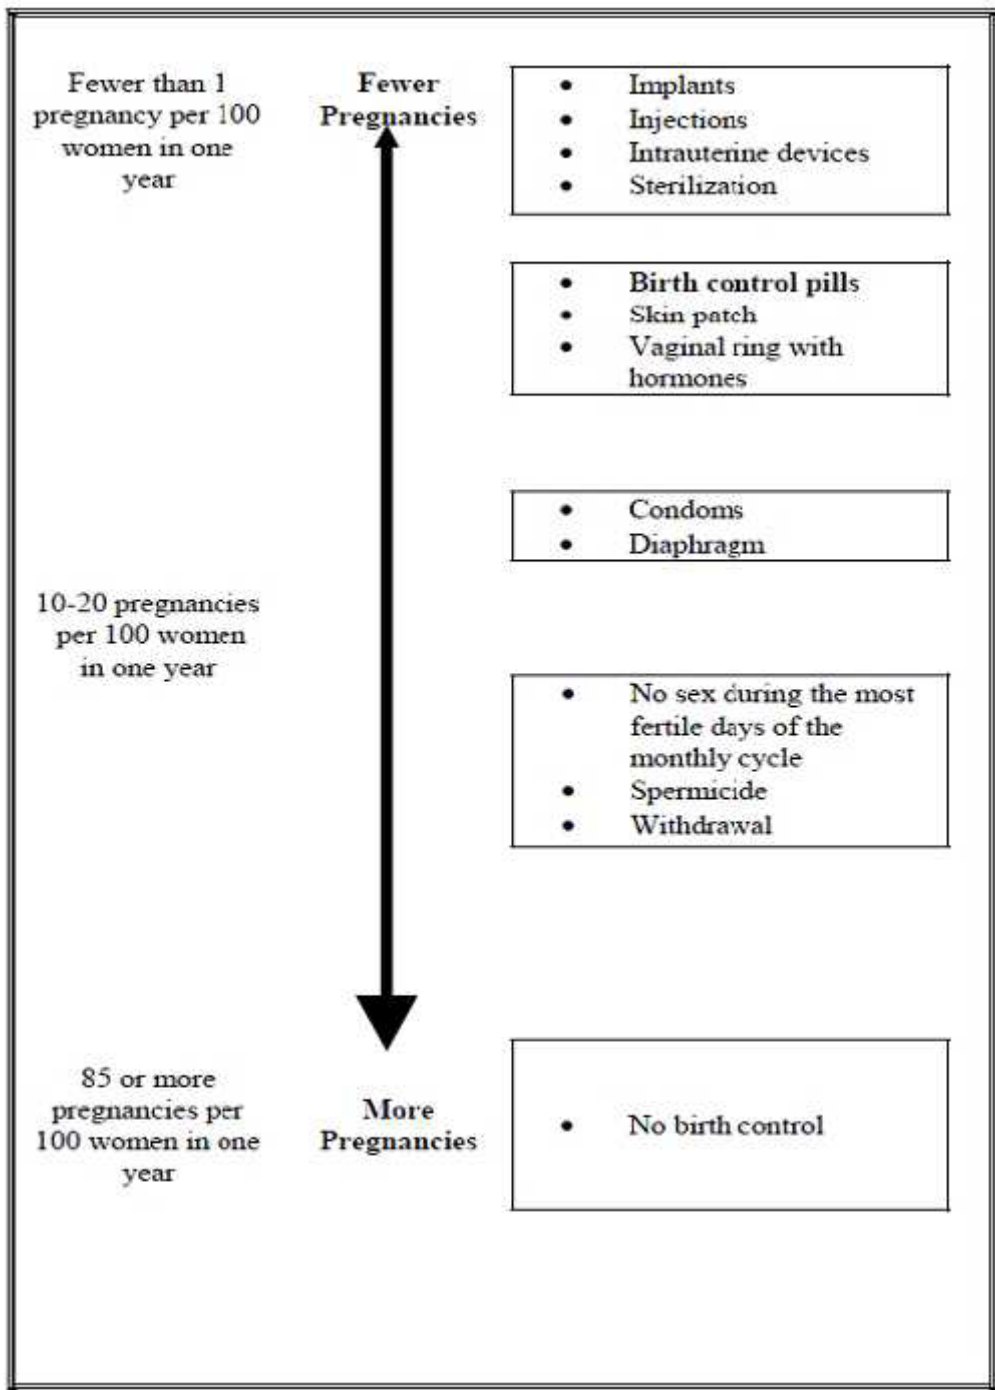 Fewer than 1
pregnancy per 100
women in one
year
Fewer
Pregnancies
• Implants
• Injections
• Intrauterine devices
• Sterilization
• Birth control pills
• Skin patch
• Vaginal ring with
hormones
• Condoms
• Diaphragm
10-20 pregnancies
per 100 women
in one year
• No sex during the most
fertile days of the
monthly cycle
• Spermicide
• Withdrawal
85 or more
pregnancies per
100 women in one
year
More
Pregnancies
• No birth control